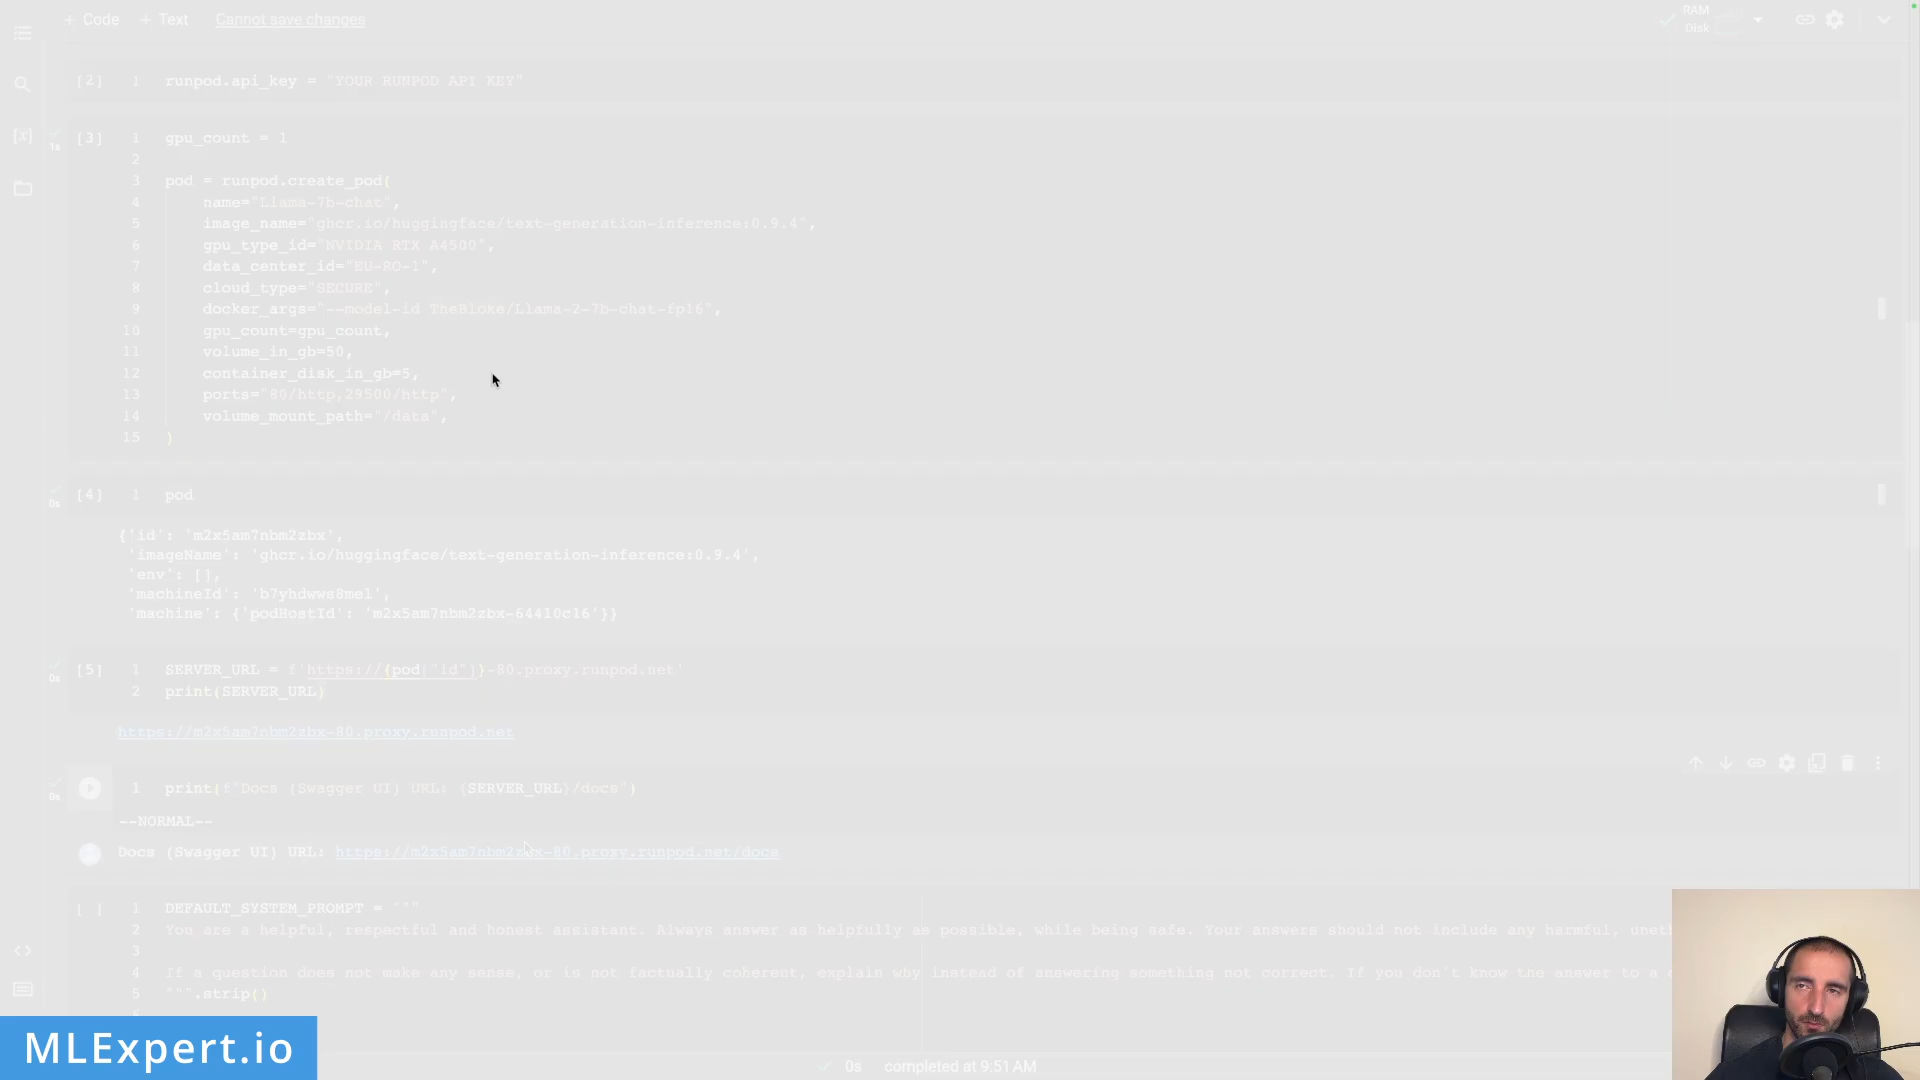 + Code + Text Cannot save changes
RAM
Disk
[2] 1 runpod.api_key = "YOUR RUNPOD API KEY"
1s
[3] 1 gpu_count = 1
2
3 pod = runpod.create_pod(
4 name="Llama-7b-chat",
5 image_name="ghcr.io/huggingface/text-generation-inference:0.9.4",
6 gpu_type_id="NVIDIA RTX A4500",
7 data_center_id="EU-RO-1",
8 cloud_type="SECURE",
9 docker_args="--model-id TheBloke/Llama-2-7b-chat-fp16",
10 gpu_count=gpu_count,
11 volume_in_gb=50,
12 container_disk_in_gb=5,
13 ports="80/http,29500/http",
14 volume_mount_path="/data",
15 )
0s
[4] 1 pod
{'id': 'm2x5am7nbm2zbx',
'imageName': 'ghcr.io/huggingface/text-generation-inference:0.9.4',
'env': [],
'machineId': 'b7yhdwws8mel',
'machine': {'podHostId': 'm2x5am7nbm2zbx-64410c16'}}
0s
[5] 1 SERVER_URL = f'https://{pod["id"]}-80.proxy.runpod.net'
2 print(SERVER_URL)
https://m2x5am7nbm2zbx-80.proxy.runpod.net
0s
1 print(f"Docs (Swagger UI) URL: {SERVER_URL}/docs")
--NORMAL--
Docs (Swagger UI) URL: https://m2x5am7nbm2zbx-80.proxy.runpod.net/docs
[ ] 1 DEFAULT_SYSTEM_PROMPT = """
2 You are a helpful, respectful and honest assistant. Always answer as helpfully as possible, while being safe. Your answers should not include any harmful, uneth
3
4 If a question does not make any sense, or is not factually coherent, explain why instead of answering something not correct. If you don't know the answer to a
5 """.strip()
MLExpert.io
0s completed at 9:51 AM